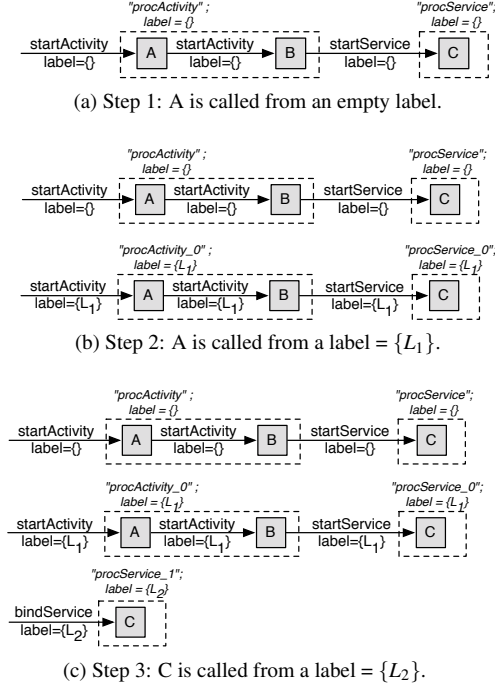 "procActivity" ; "procService";
label = {} label = {}
startActivity A startActivity B startService C
label={} label={} label={}
(a) Step 1: A is called from an empty label.
"procActivity" ; "procService";
label = {} label = {}
startActivity A startActivity B startService C
label={} label={} label={}
"procActivity_0" ; "procService_0";
label = {L1} label = {L1}
startActivity A startActivity B startService C
label={L1} label={L1} label={L1}
(b) Step 2: A is called from a label = {L1}.
"procActivity" ; "procService";
label = {} label = {}
startActivity A startActivity B startService C
label={} label={} label={}
"procActivity_0" ; "procService_0";
label = {L1} label = {L1}
startActivity A startActivity B startService C
label={L1} label={L1} label={L1}
"procService_1";
label = {L2}
bindService C
label={L2}
(c) Step 3: C is called from a label = {L2}.